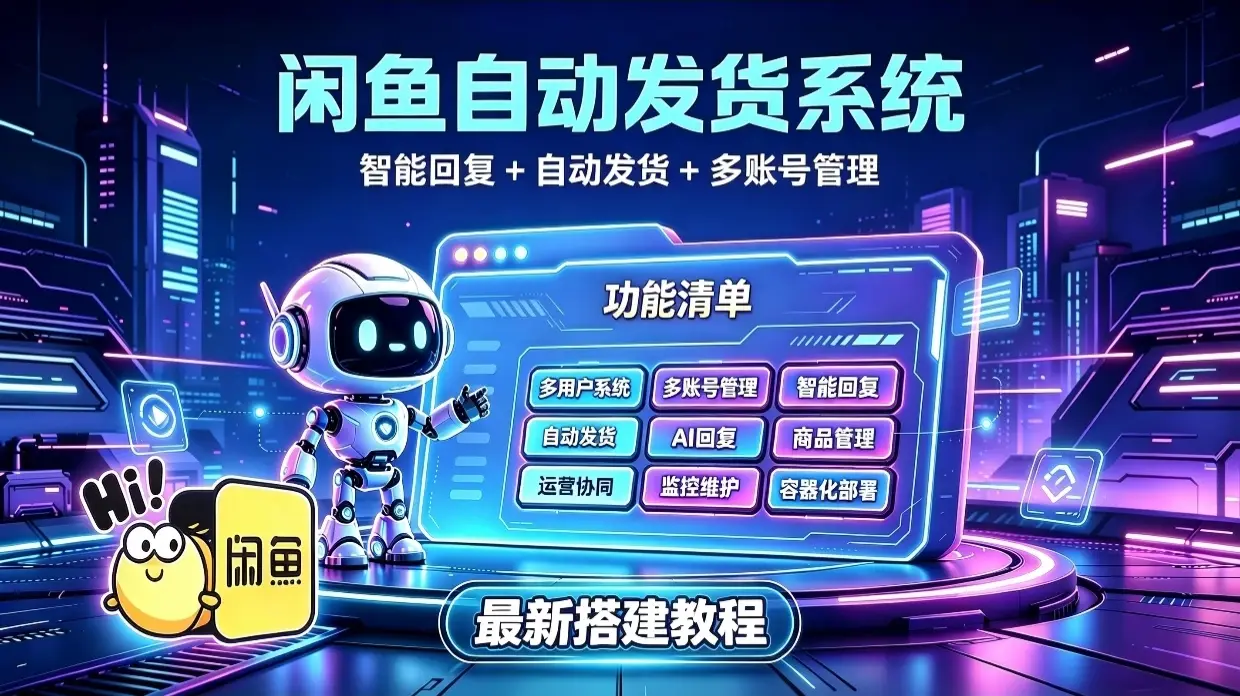 闲鱼自动发货系统
智能回复 + 自动发货 + 多账号管理
功能清单
多用户系统 多账号管理 智能回复
自动发货 AI回复 商品管理
运营协同 监控维护 容器化部署
Hi!
闲鱼
最新搭建教程